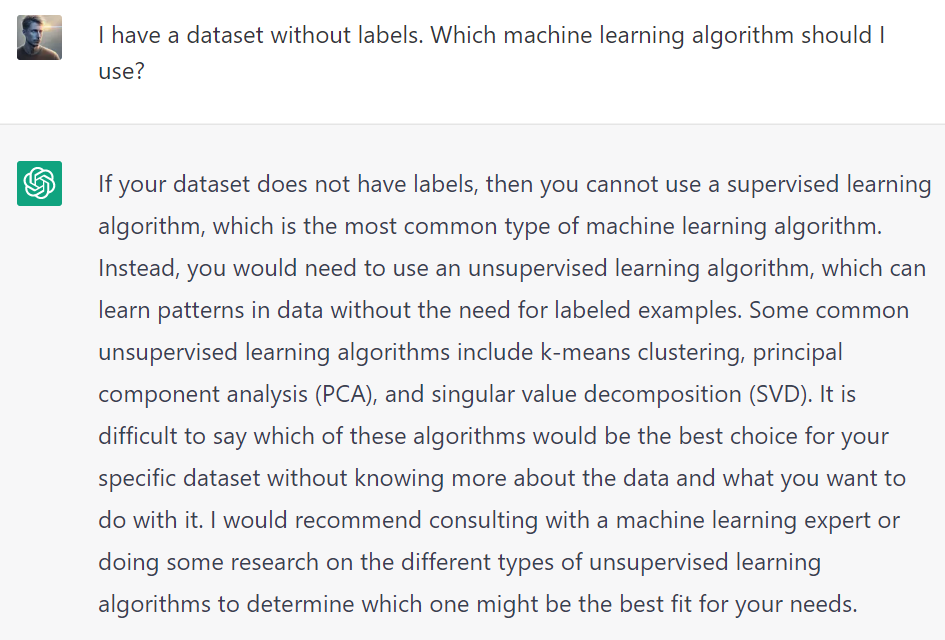 I have a dataset without labels. Which machine learning algorithm should I
use?
If your dataset does not have labels, then you cannot use a supervised learning
algorithm, which is the most common type of machine learning algorithm.
Instead, you would need to use an unsupervised learning algorithm, which can
learn patterns in data without the need for labeled examples. Some common
unsupervised learning algorithms include k-means clustering, principal
component analysis (PCA), and singular value decomposition (SVD). It is
difficult to say which of these algorithms would be the best choice for your
specific dataset without knowing more about the data and what you want to
do with it. I would recommend consulting with a machine learning expert or
doing some research on the different types of unsupervised learning
algorithms to determine which one might be the best fit for your needs.